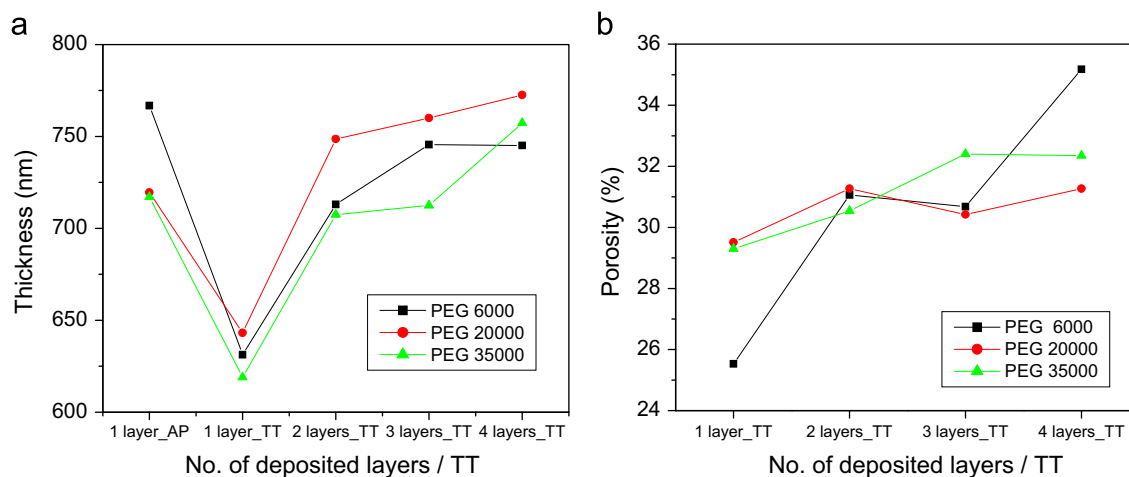 a
800
750
700
650
600
Thickness (nm)
PEG 6000
PEG 20000
PEG 35000
1 layer_AP 1 layer_TT 2 layers_TT 3 layers_TT 4 layers_TT
No. of deposited layers / TT
b
36
34
32
30
28
26
24
Porosity (%)
PEG 6000
PEG 20000
PEG 35000
1 layer_TT 2 layers_TT 3 layers_TT 4 layers_TT
No. of deposited layers / TT